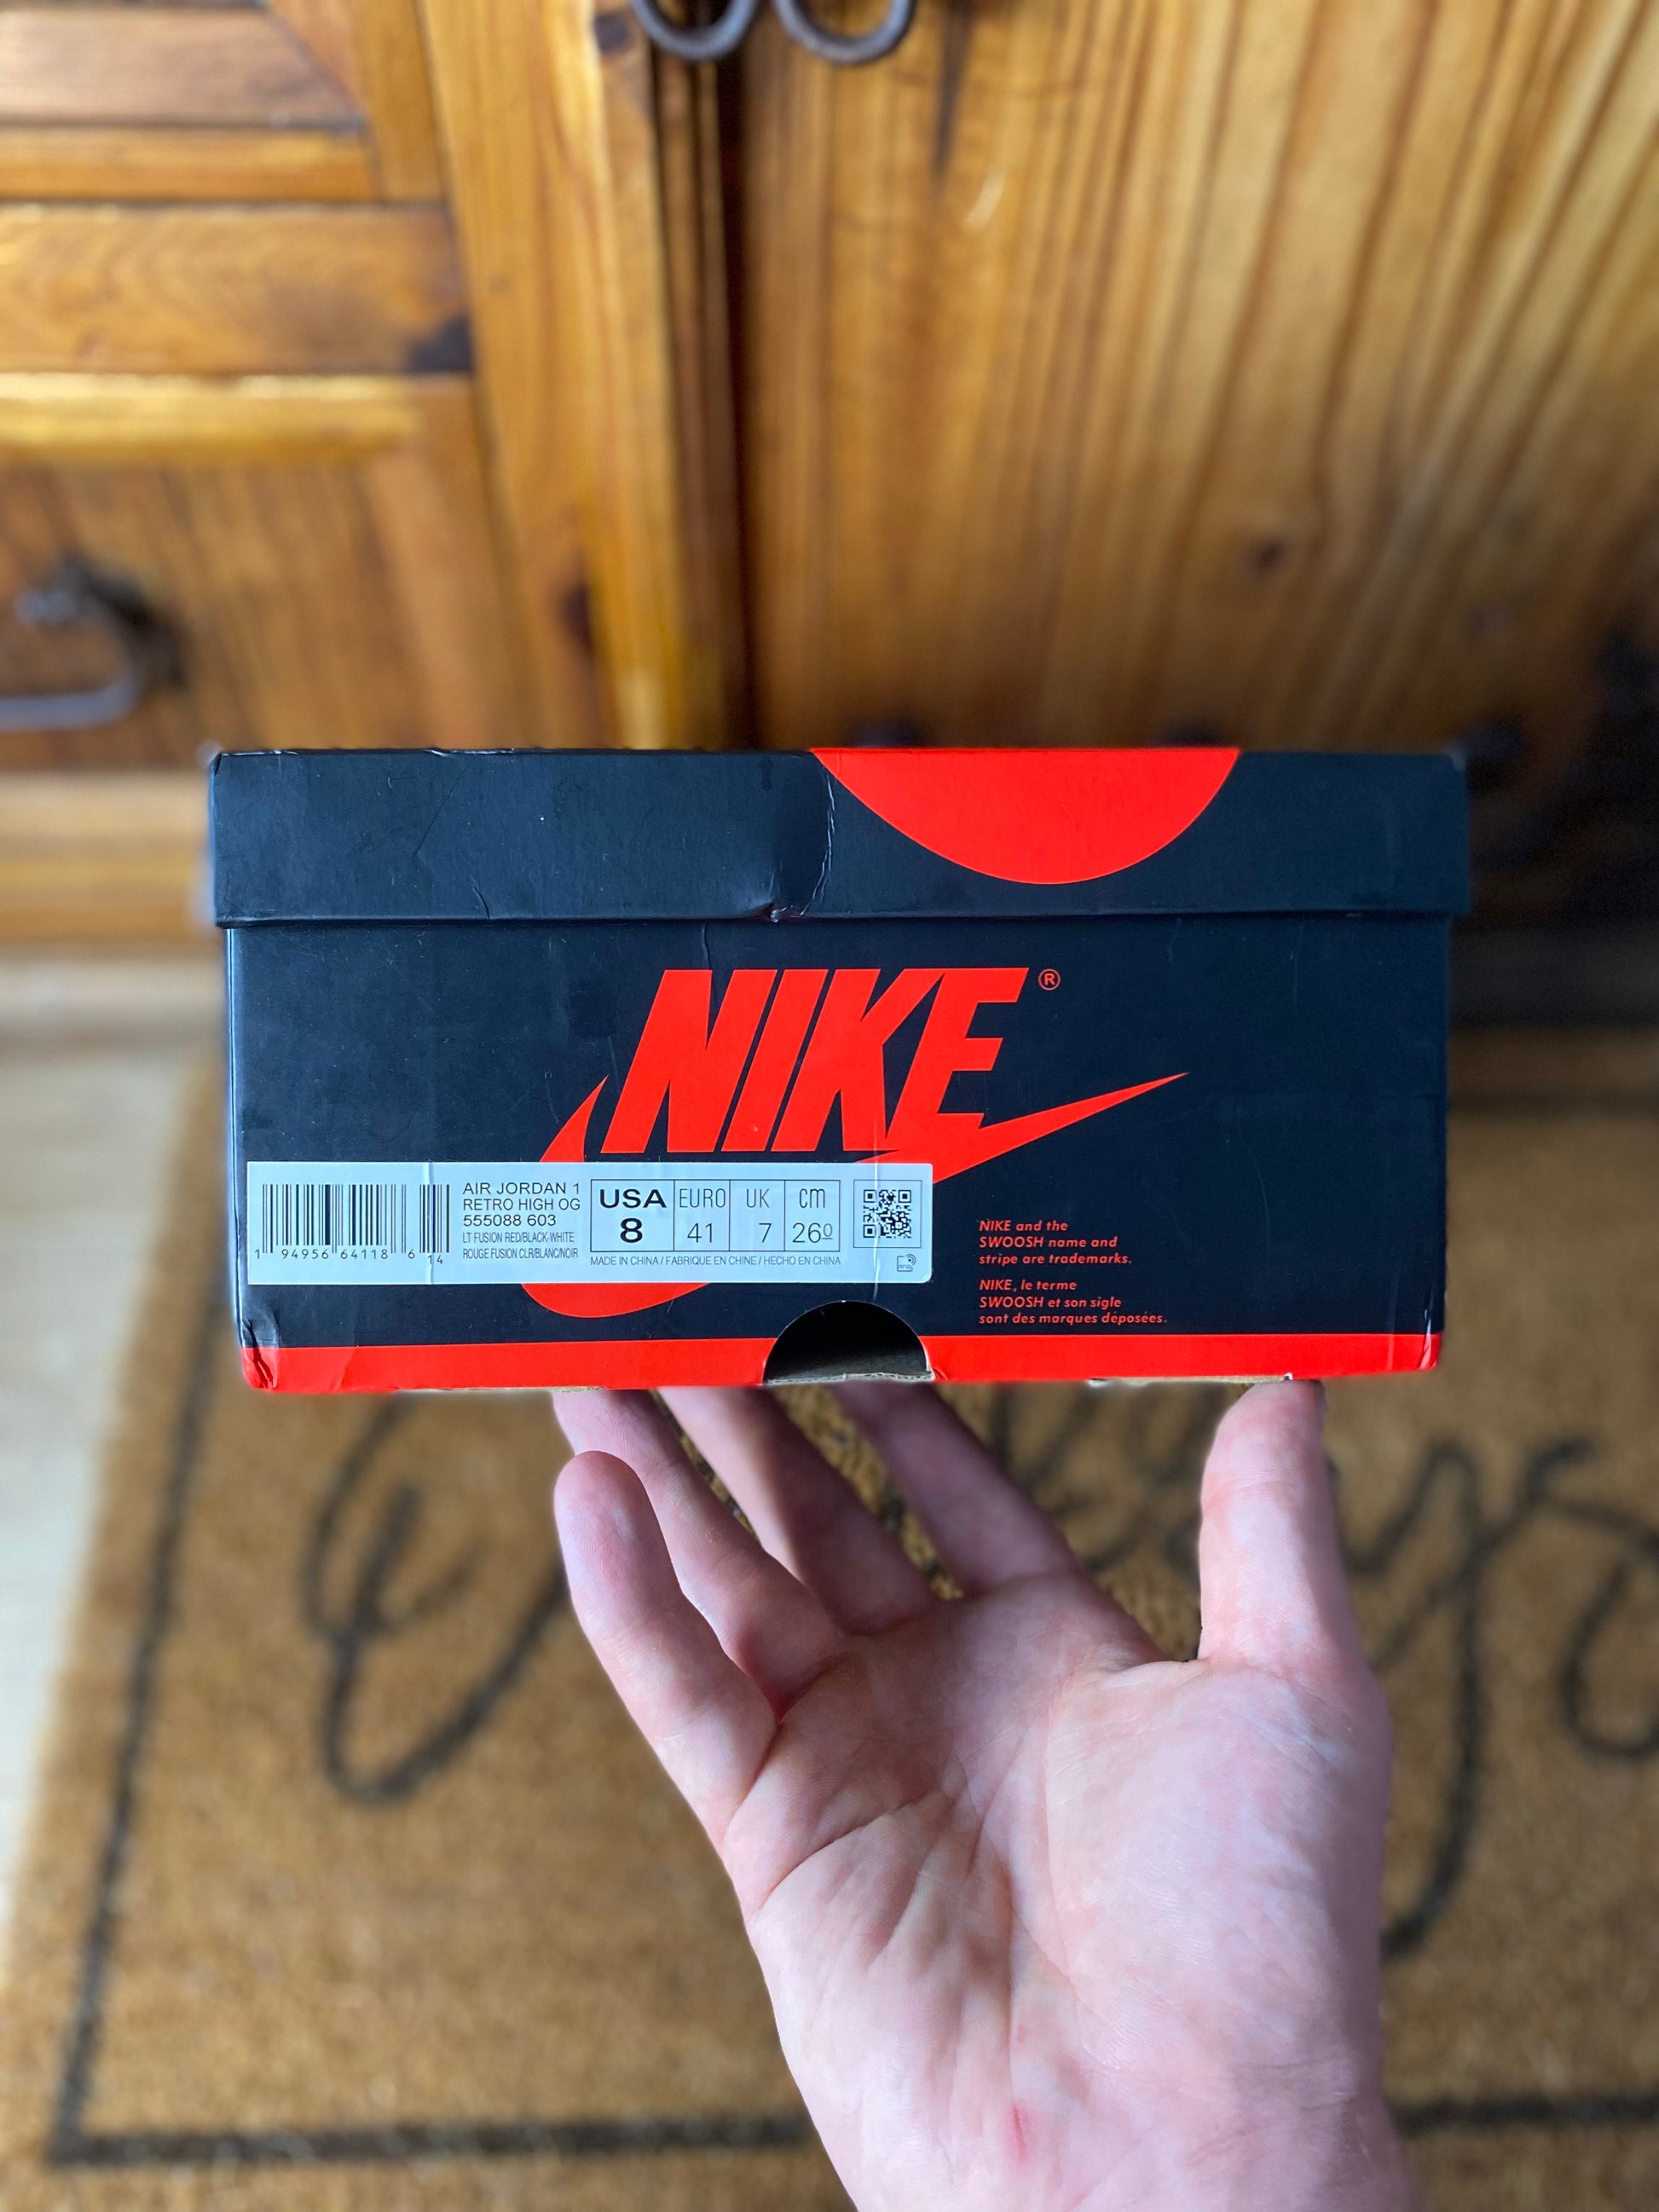 NIKE®
AIR JORDAN 1
RETRO HIGH OG
555088 603
LT FUSION RED/BLACK-WHITE
ROUGE FUSION CLR/BLANC/NOIR
1 94956 64118 6 14
USA EURO UK cm
8 41 7 260
MADE IN CHINA / FABRIQUE EN CHINE / HECHO EN CHINA
NIKE and the
SWOOSH name and
stripe are trademarks.
NIKE, le terme
SWOOSH et son sigle
sont des marques déposées.